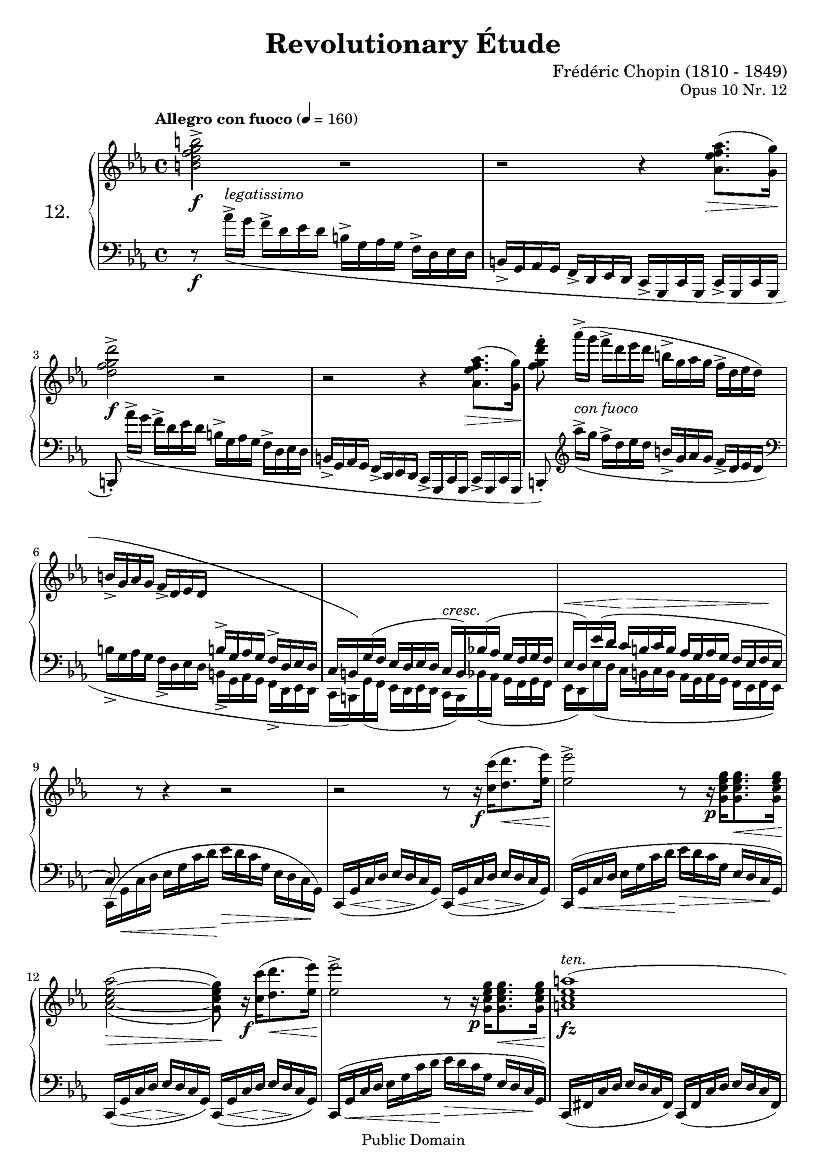 Revolutionary Étude
Frédéric Chopin (1810 - 1849)
Opus 10 Nr. 12
Allegro con fuoco (♩ = 160)
12.
f
legatissimo
f
3
f
con fuoco
6
cresc.
9
f
p
12
f
p
ten.
fz
Public Domain